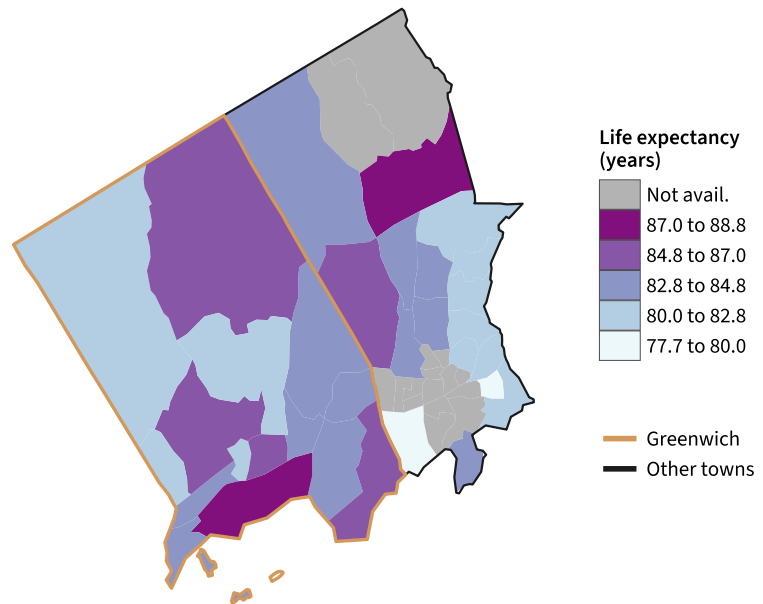 Life expectancy
(years)
Not avail.
87.0 to 88.8
84.8 to 87.0
82.8 to 84.8
80.0 to 82.8
77.7 to 80.0
Greenwich
Other towns